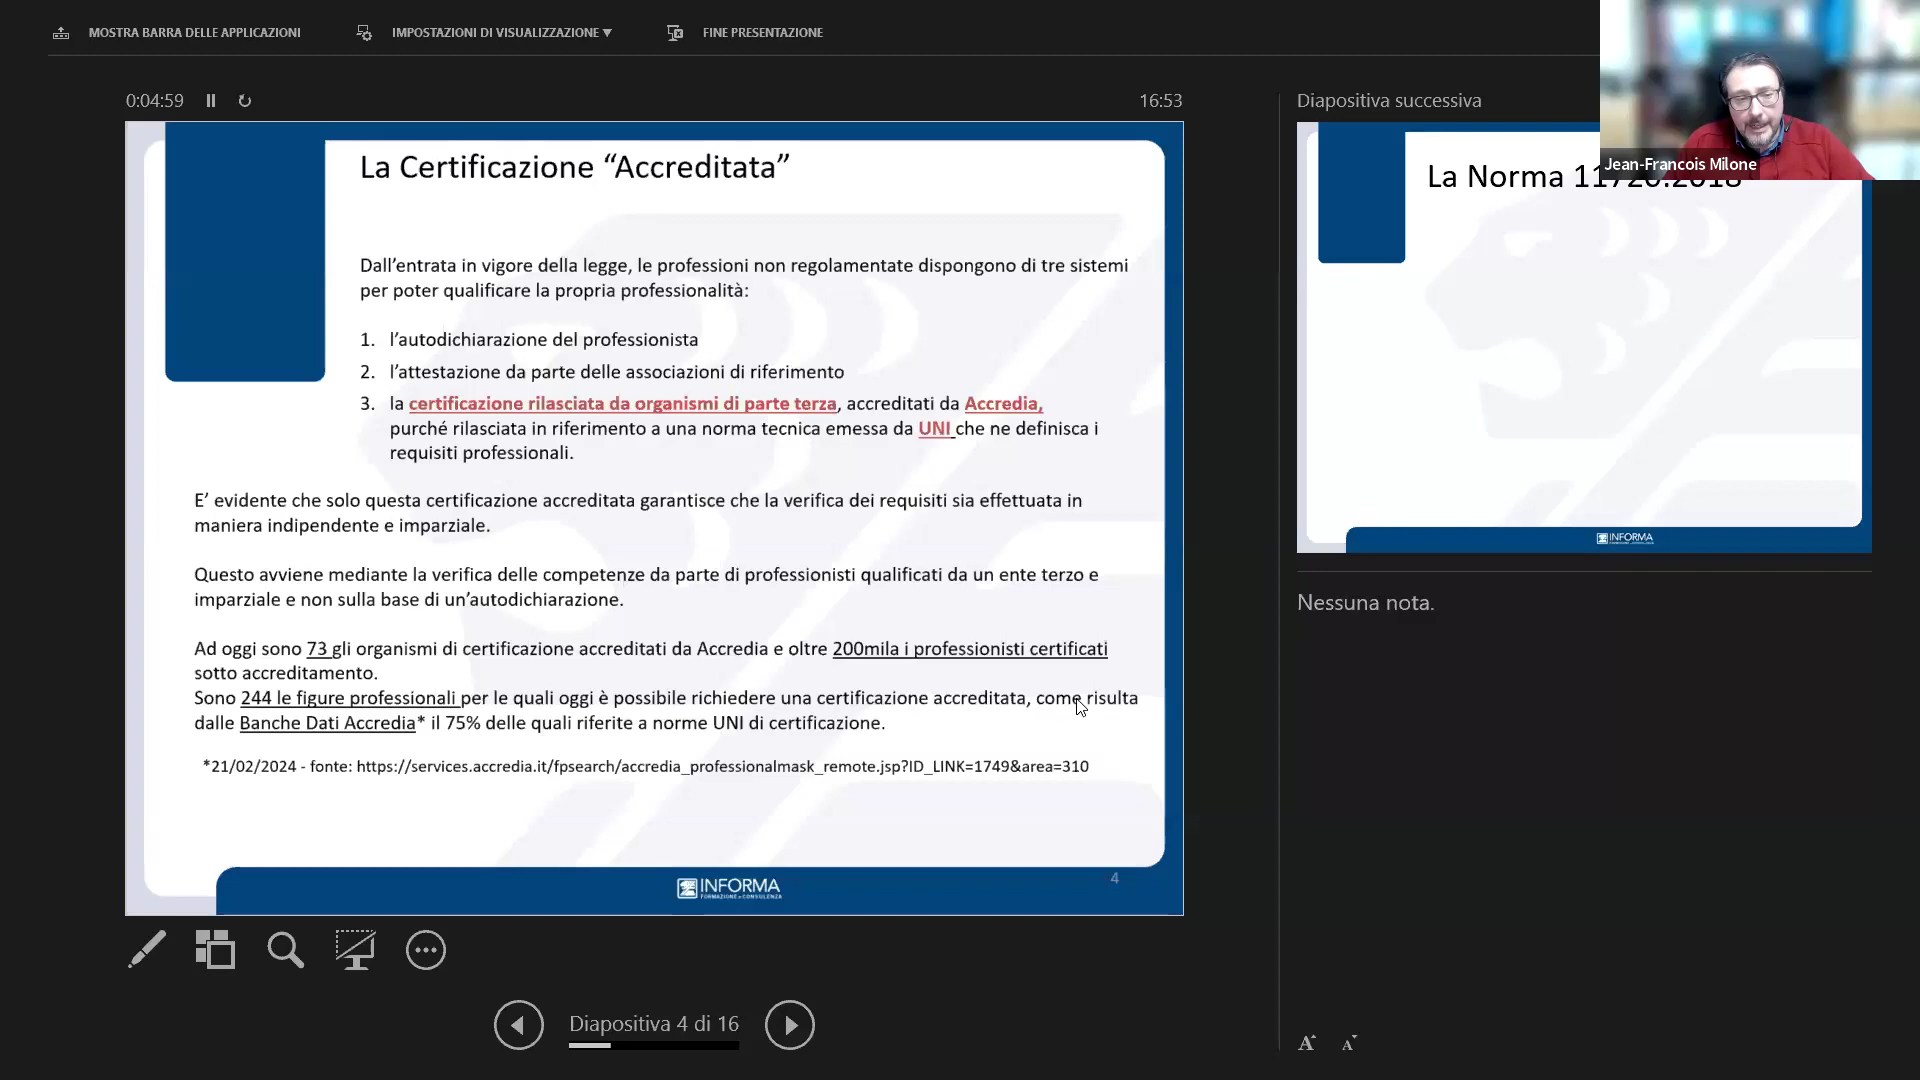 MOSTRA BARRA DELLE APPLICAZIONI
IMPOSTAZIONI DI VISUALIZZAZIONE ▼
FINE PRESENTAZIONE
0:04:59
16:53
La Certificazione “Accreditata”
Dall’entrata in vigore della legge, le professioni non regolamentate dispongono di tre sistemi
per poter qualificare la propria professionalità:
1. l’autodichiarazione del professionista
2. l’attestazione da parte delle associazioni di riferimento
3. la certificazione rilasciata da organismi di parte terza, accreditati da Accredia,
purché rilasciata in riferimento a una norma tecnica emessa da UNI che ne definisca i
requisiti professionali.
E’ evidente che solo questa certificazione accreditata garantisce che la verifica dei requisiti sia effettuata in
maniera indipendente e imparziale.
Questo avviene mediante la verifica delle competenze da parte di professionisti qualificati da un ente terzo e
imparziale e non sulla base di un’autodichiarazione.
Ad oggi sono 73 gli organismi di certificazione accreditati da Accredia e oltre 200mila i professionisti certificati
sotto accreditamento.
Sono 244 le figure professionali per le quali oggi è possibile richiedere una certificazione accreditata, come risulta
dalle Banche Dati Accredia* il 75% delle quali riferite a norme UNI di certificazione.
*21/02/2024 - fonte: https://services.accredia.it/fpsearch/accredia_professionalmask_remote.jsp?ID_LINK=1749&area=310
INFORMA
FORMAZIONE e CONSULENZA
4
Diapositiva 4 di 16
Diapositiva successiva
Jean-Francois Milone
La Norma
INFORMA
Nessuna nota.
A A